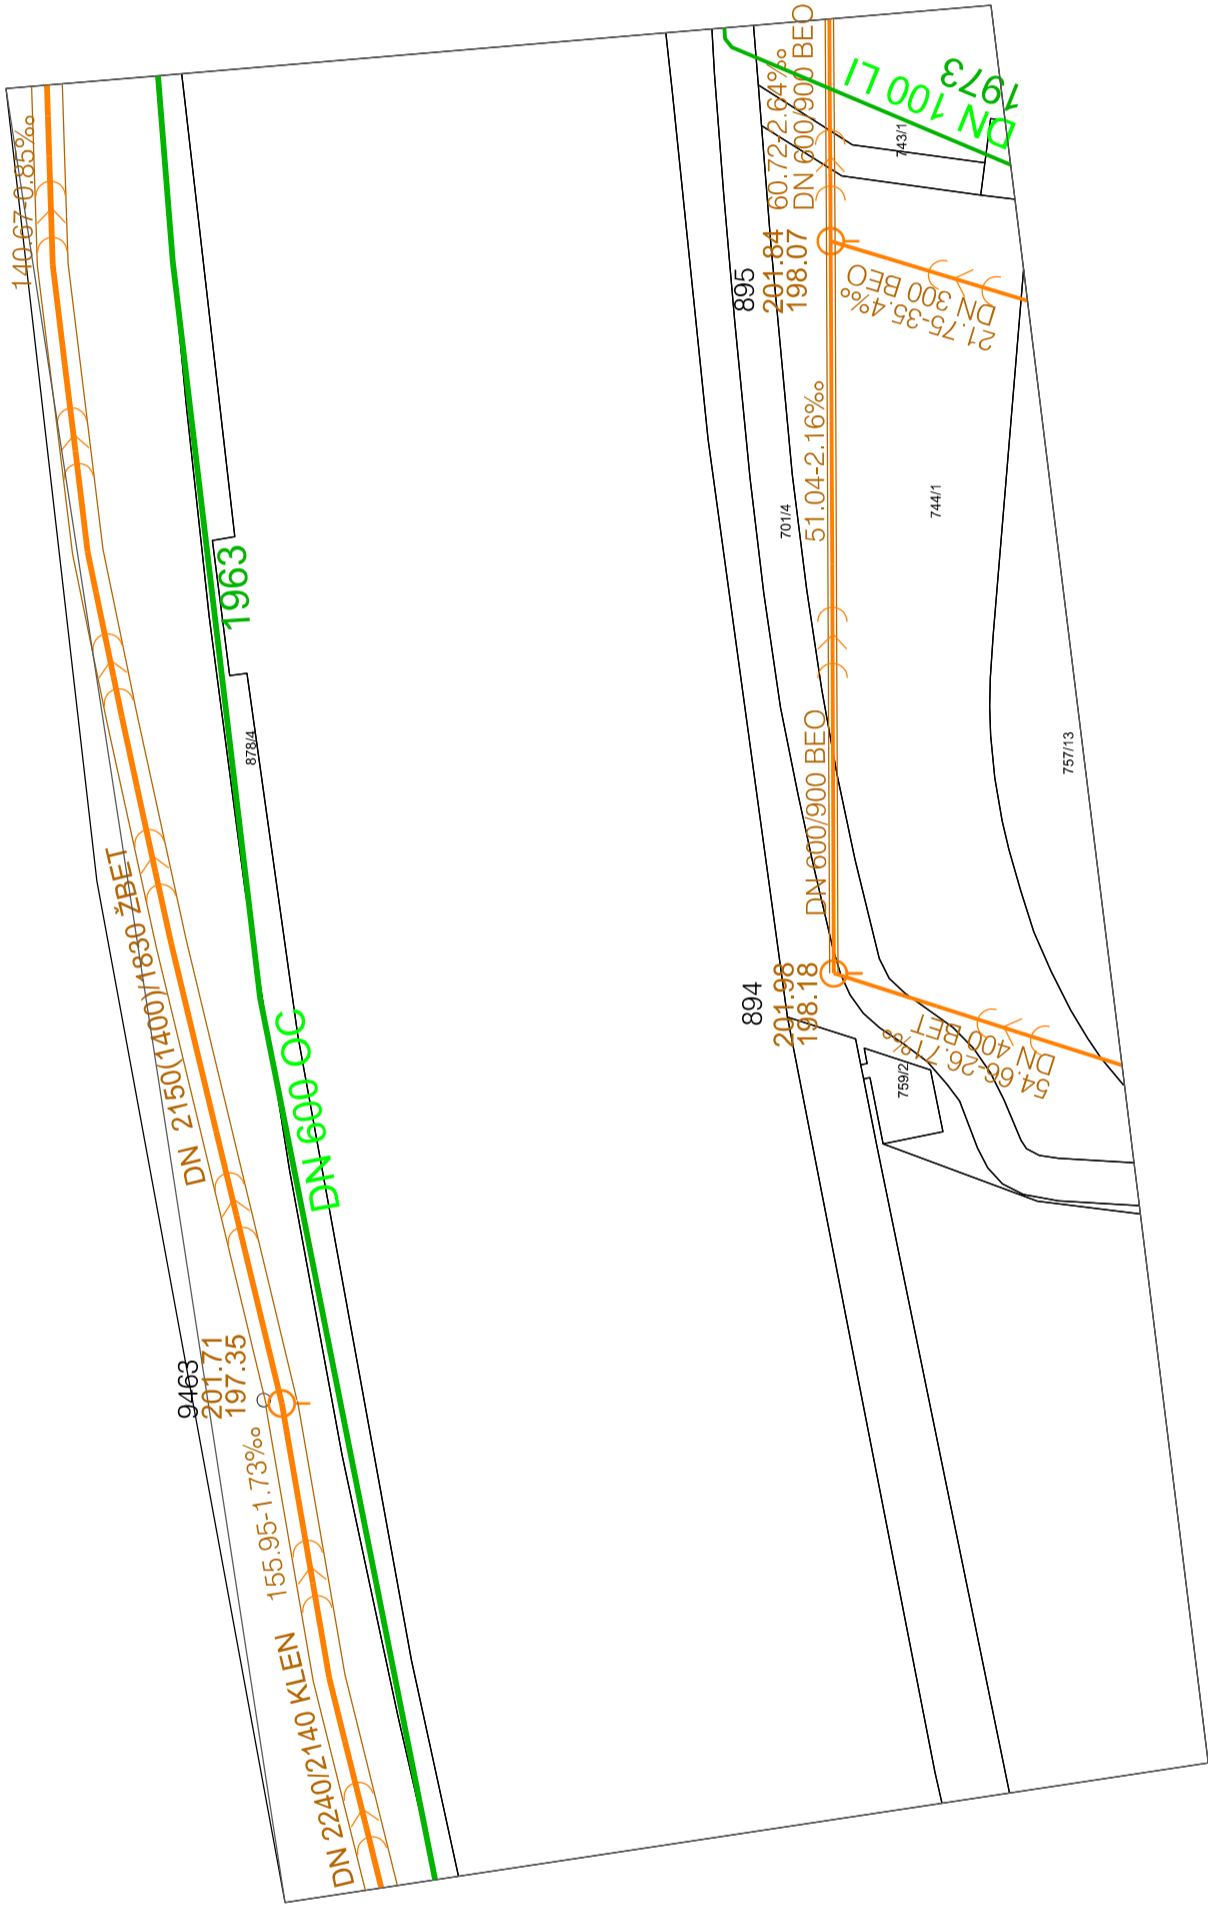 140.67-0.85‰
1963
878/4
DN 2150(1400)/1830 ŽBET
DN 600 OC
9463
201.71
197.35
155.95-1.73‰
DN 2240/2140 KLEN
60.72-2.64‰
DN 600/900 BEO
DN 100 LI
1973
743/1
895
201.84
198.07
DN 300 BEO
21.75-35.4‰
51.04-2.16‰
701/4
744/1
757/13
DN 600/900 BEO
894
201.98
198.18
DN 400 BET
54.66-26.71‰
759/2